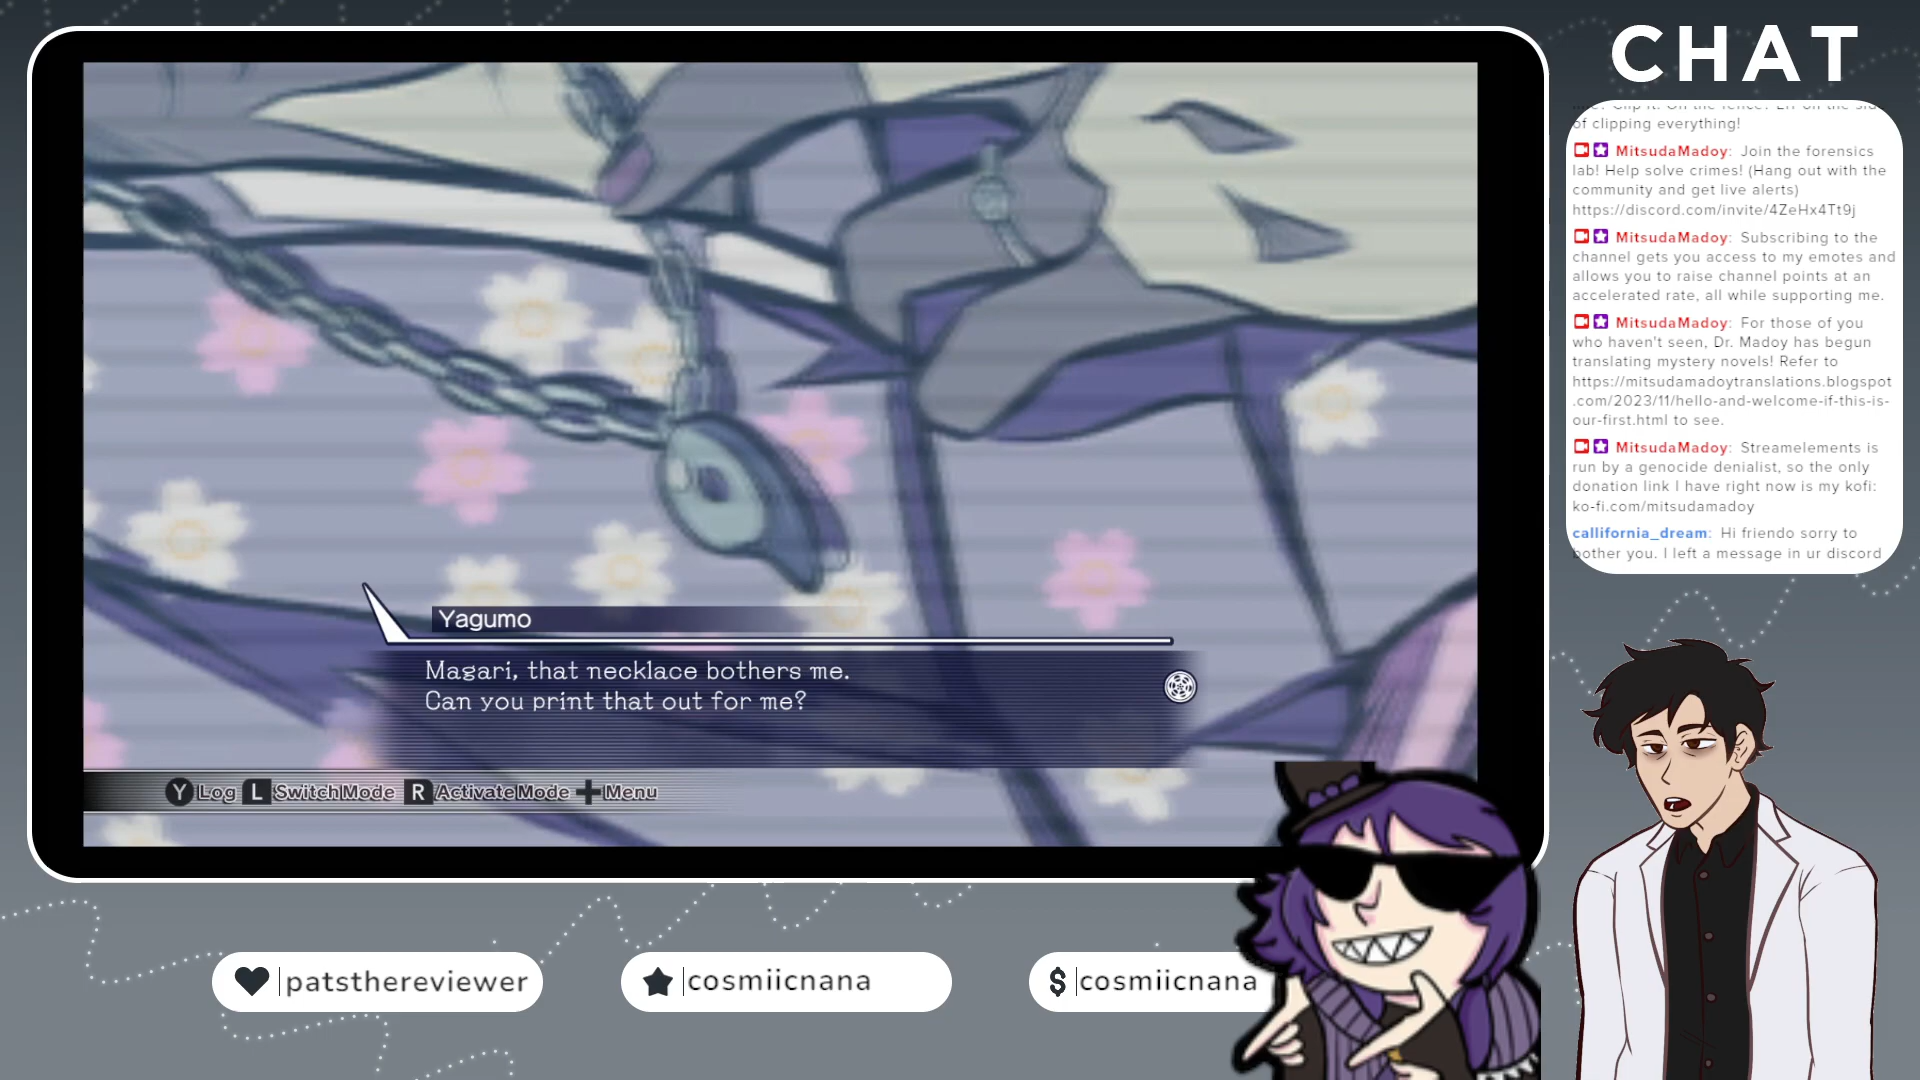 CHAT
of clipping everything!
MitsudaMadoy: Join the forensics
lab! Help solve crimes! (Hang out with the
community and get live alerts)
https://discord.com/invite/4ZeHx4Tt9j
MitsudaMadoy: Subscribing to the
channel gets you access to my emotes and
allows you to raise channel points at an
accelerated rate, all while supporting me.
MitsudaMadoy: For those of you
who haven't seen, Dr. Madoy has begun
translating mystery novels! Refer to
https://mitsudamadoytranslations.blogspot
.com/2023/11/hello-and-welcome-if-this-is-
our-first.html to see.
MitsudaMadoy: Streamelements is
run by a genocide denialist, so the only
donation link I have right now is my kofi:
ko-fi.com/mitsudamadoy
callifornia_dream: Hi friendo sorry to
bother you. I left a message in ur discord
Yagumo
Magari, that necklace bothers me.
Can you print that out for me?
Y Log L SwitchMode R ActivateMode + Menu
patsthereviewer
cosmiicnana
$ cosmiicnana